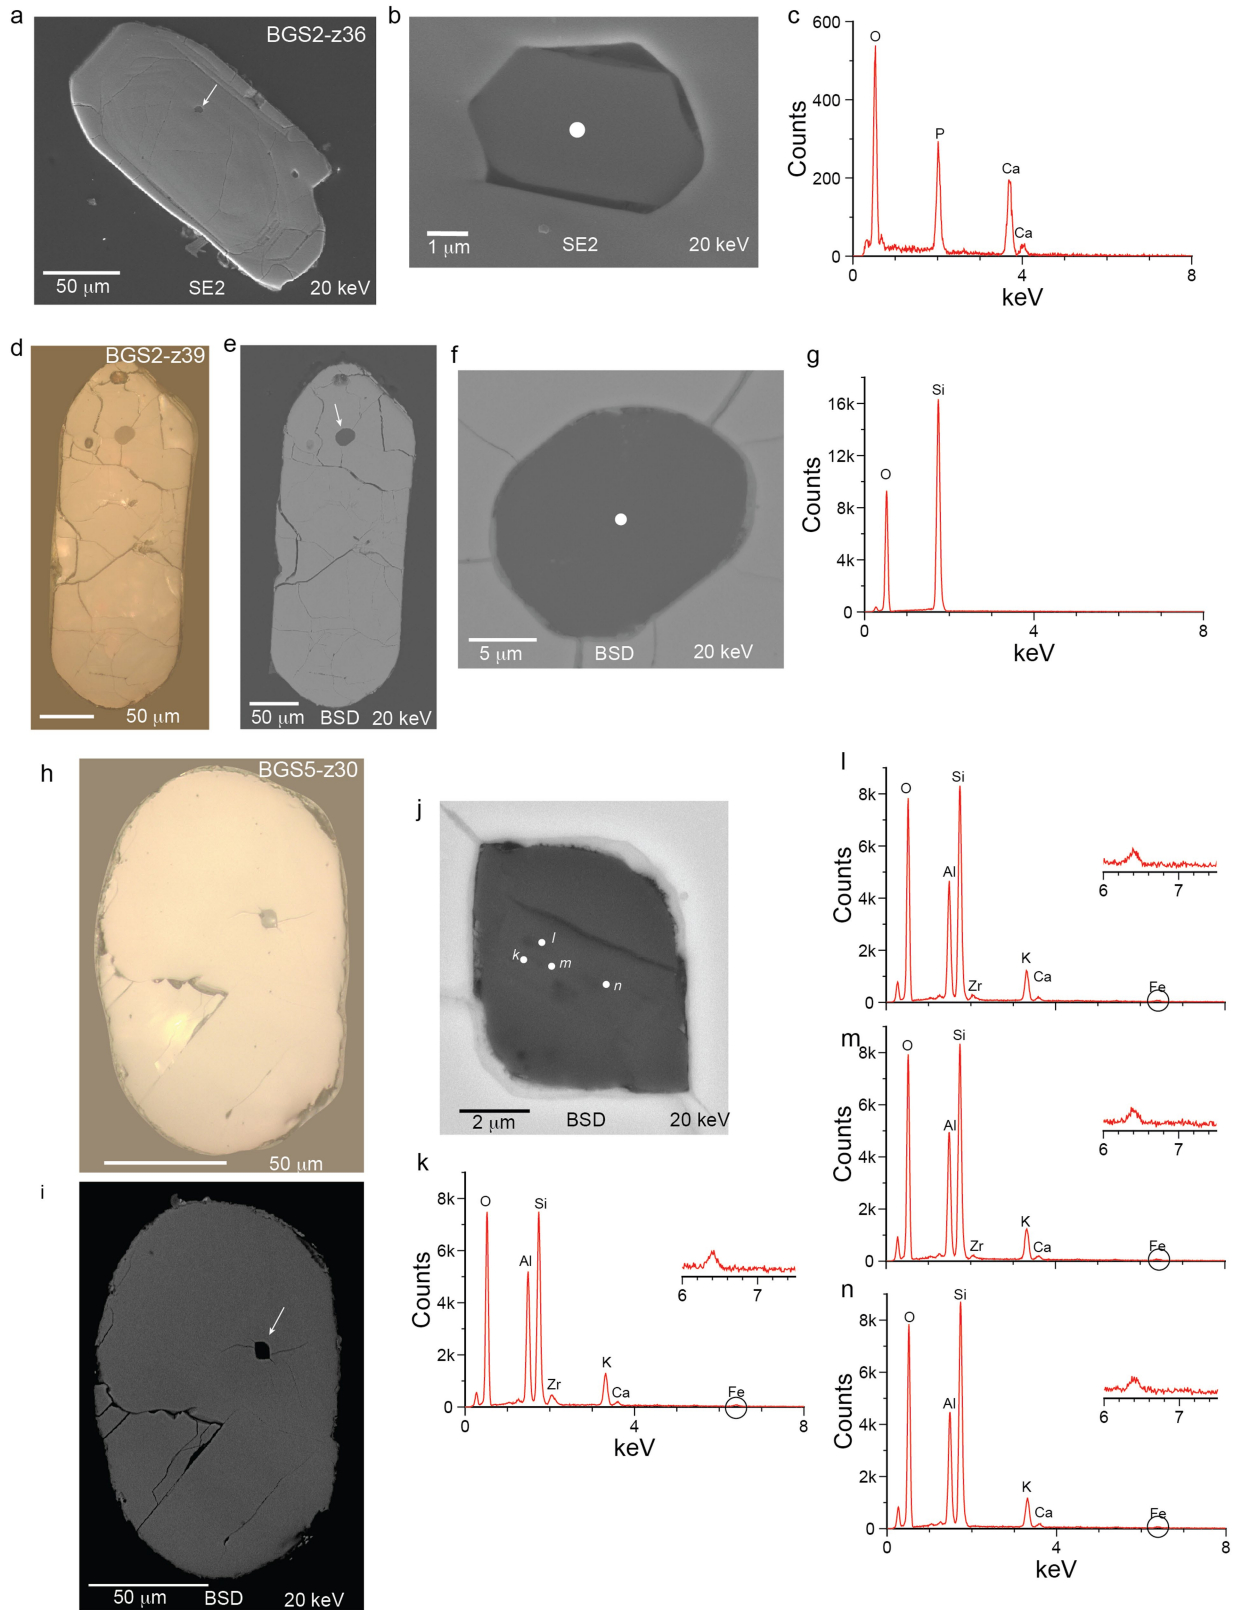 a
BGS2-z36
50 μm
SE2
20 keV
b
1 μm
SE2
20 keV
c
600
400
200
0
Counts
O
P
Ca
Ca
0
4
8
keV
d
BGS2-z39
50 μm
e
50 μm
BSD
20 keV
f
5 μm
BSD
20 keV
g
16k
12k
8k
4k
0
Counts
O
Si
0
4
8
keV
h
BGS5-z30
50 μm
i
50 μm
BSD
20 keV
j
k
l
m
n
2 μm
BSD
20 keV
k
8k
6k
4k
2k
0
Counts
O
Al
Si
Zr
K
Ca
Fe
6
7
0
4
8
keV
l
8k
6k
4k
2k
0
Counts
O
Al
Si
Zr
K
Ca
Fe
6
7
0
4
8
m
8k
6k
4k
2k
0
Counts
O
Al
Si
Zr
K
Ca
Fe
6
7
0
4
8
n
8k
6k
4k
2k
0
Counts
O
Al
Si
K
Ca
Fe
6
7
0
4
8
keV